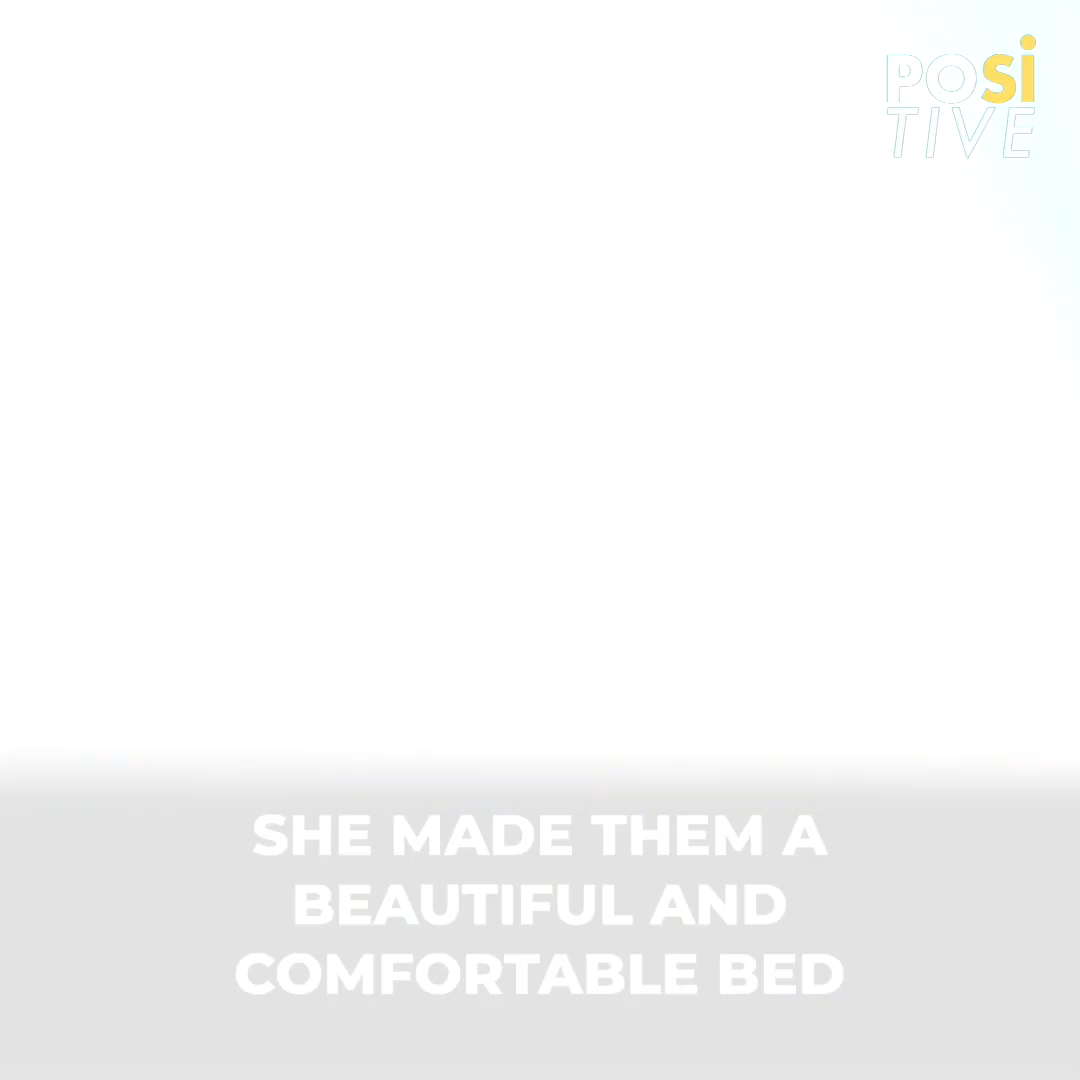 POSI
TIVE
SHE MADE THEM A
BEAUTIFUL AND
COMFORTABLE BED